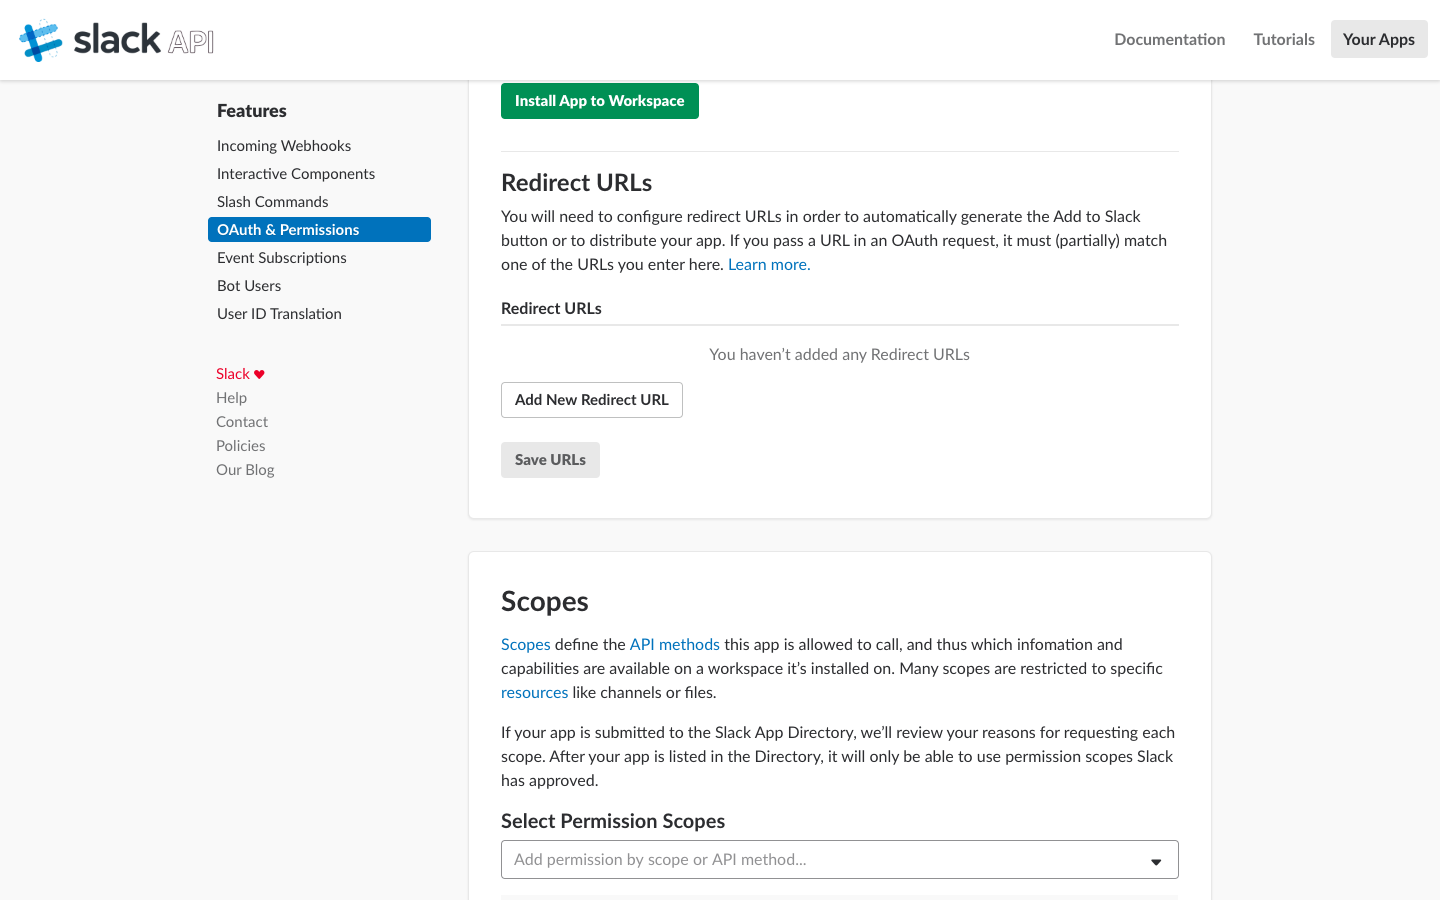 slack API
Documentation
Tutorials
Your Apps
Features
Incoming Webhooks
Interactive Components
Slash Commands
OAuth & Permissions
Event Subscriptions
Bot Users
User ID Translation
Slack ♥
Help
Contact
Policies
Our Blog
Install App to Workspace
Redirect URLs
You will need to configure redirect URLs in order to automatically generate the Add to Slack
button or to distribute your app. If you pass a URL in an OAuth request, it must (partially) match
one of the URLs you enter here. Learn more.
Redirect URLs
You haven’t added any Redirect URLs
Add New Redirect URL
Save URLs
Scopes
Scopes define the API methods this app is allowed to call, and thus which infomation and
capabilities are available on a workspace it’s installed on. Many scopes are restricted to specific
resources like channels or files.
If your app is submitted to the Slack App Directory, we’ll review your reasons for requesting each
scope. After your app is listed in the Directory, it will only be able to use permission scopes Slack
has approved.
Select Permission Scopes
Add permission by scope or API method...